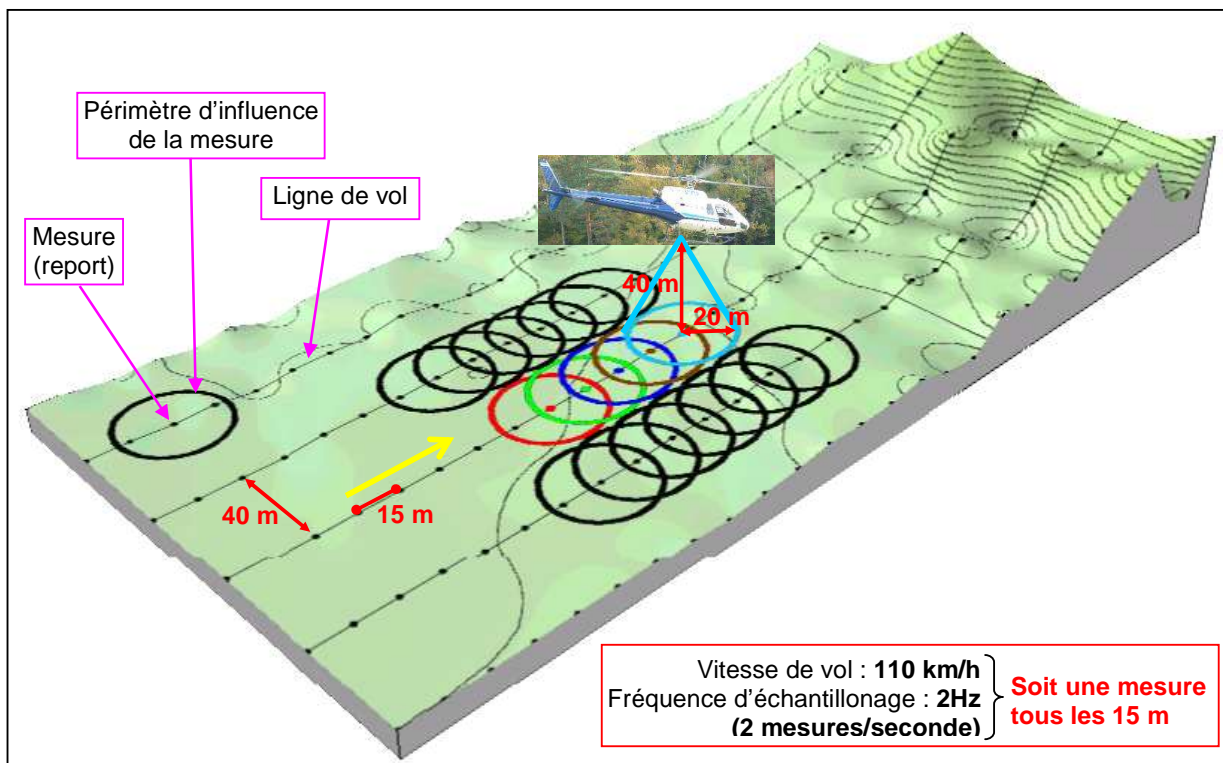 Périmètre d'influence
de la mesure
Ligne de vol
Mesure
(report)
40 m
20 m
40 m
15 m
Vitesse de vol : 110 km/h
Fréquence d'échantillonage : 2Hz
(2 mesures/seconde)
Soit une mesure
tous les 15 m